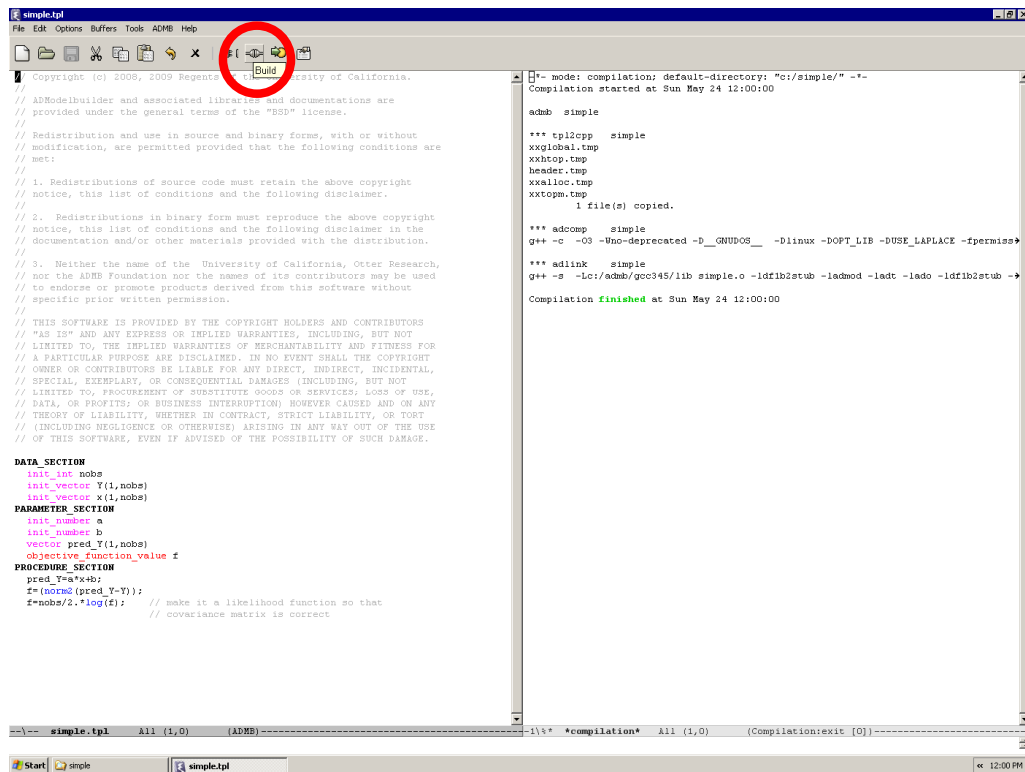 simple.tpl
File Edit Options Buffers Tools ADMB Help
Build
// Copyright (c) 2008, 2009 Regents of the University of California.
//
// ADModelbuilder and associated libraries and documentations are
// provided under the general terms of the "BSD" license.
//
// Redistribution and use in source and binary forms, with or without
// modification, are permitted provided that the following conditions are
// met:
//
// 1. Redistributions of source code must retain the above copyright
// notice, this list of conditions and the following disclaimer.
//
// 2.  Redistributions in binary form must reproduce the above copyright
// notice, this list of conditions and the following disclaimer in the
// documentation and/or other materials provided with the distribution.
//
// 3.  Neither the name of the  University of California, Otter Research,
// nor the ADMB Foundation nor the names of its contributors may be used
// to endorse or promote products derived from this software without
// specific prior written permission.
//
// THIS SOFTWARE IS PROVIDED BY THE COPYRIGHT HOLDERS AND CONTRIBUTORS
// "AS IS" AND ANY EXPRESS OR IMPLIED WARRANTIES, INCLUDING, BUT NOT
// LIMITED TO, THE IMPLIED WARRANTIES OF MERCHANTABILITY AND FITNESS FOR
// A PARTICULAR PURPOSE ARE DISCLAIMED. IN NO EVENT SHALL THE COPYRIGHT
// OWNER OR CONTRIBUTORS BE LIABLE FOR ANY DIRECT, INDIRECT, INCIDENTAL,
// SPECIAL, EXEMPLARY, OR CONSEQUENTIAL DAMAGES (INCLUDING, BUT NOT
// LIMITED TO, PROCUREMENT OF SUBSTITUTE GOODS OR SERVICES; LOSS OF USE,
// DATA, OR PROFITS; OR BUSINESS INTERRUPTION) HOWEVER CAUSED AND ON ANY
// THEORY OF LIABILITY, WHETHER IN CONTRACT, STRICT LIABILITY, OR TORT
// (INCLUDING NEGLIGENCE OR OTHERWISE) ARISING IN ANY WAY OUT OF THE USE
// OF THIS SOFTWARE, EVEN IF ADVISED OF THE POSSIBILITY OF SUCH DAMAGE.
DATA_SECTION
  init_int nobs
  init_vector Y(1,nobs)
  init_vector x(1,nobs)
PARAMETER_SECTION
  init_number a
  init_number b
  vector pred_Y(1,nobs)
  objective_function_value f
PROCEDURE_SECTION
  pred_Y=a*x+b;
  f=(norm2(pred_Y-Y));
  f=nobs/2.*log(f);    // make it a likelihood function so that
                       // covariance matrix is correct
--\--  simple.tpl     All (1,0)     (ADMB)
-*- mode: compilation; default-directory: "c:/simple/" -*-
Compilation started at Sun May 24 12:00:00
admb  simple
*** tpl2cpp   simple
xxglobal.tmp
xxhtop.tmp
header.tmp
xxalloc.tmp
xxtopm.tmp
        1 file(s) copied.
*** adcomp    simple
g++ -c  -O3 -Wno-deprecated -D__GNUDOS__  -Dlinux -DOPT_LIB -DUSE_LAPLACE -fpermiss
*** adlink    simple
g++ -s  -Lc:/admb/gcc345/lib simple.o -ldf1b2stub -ladmod -ladt -lado -ldf1b2stub -
Compilation finished at Sun May 24 12:00:00
-1\%*  *compilation*  All (1,0)     (Compilation:exit [0])
Start simple simple.tpl 12:00 PM